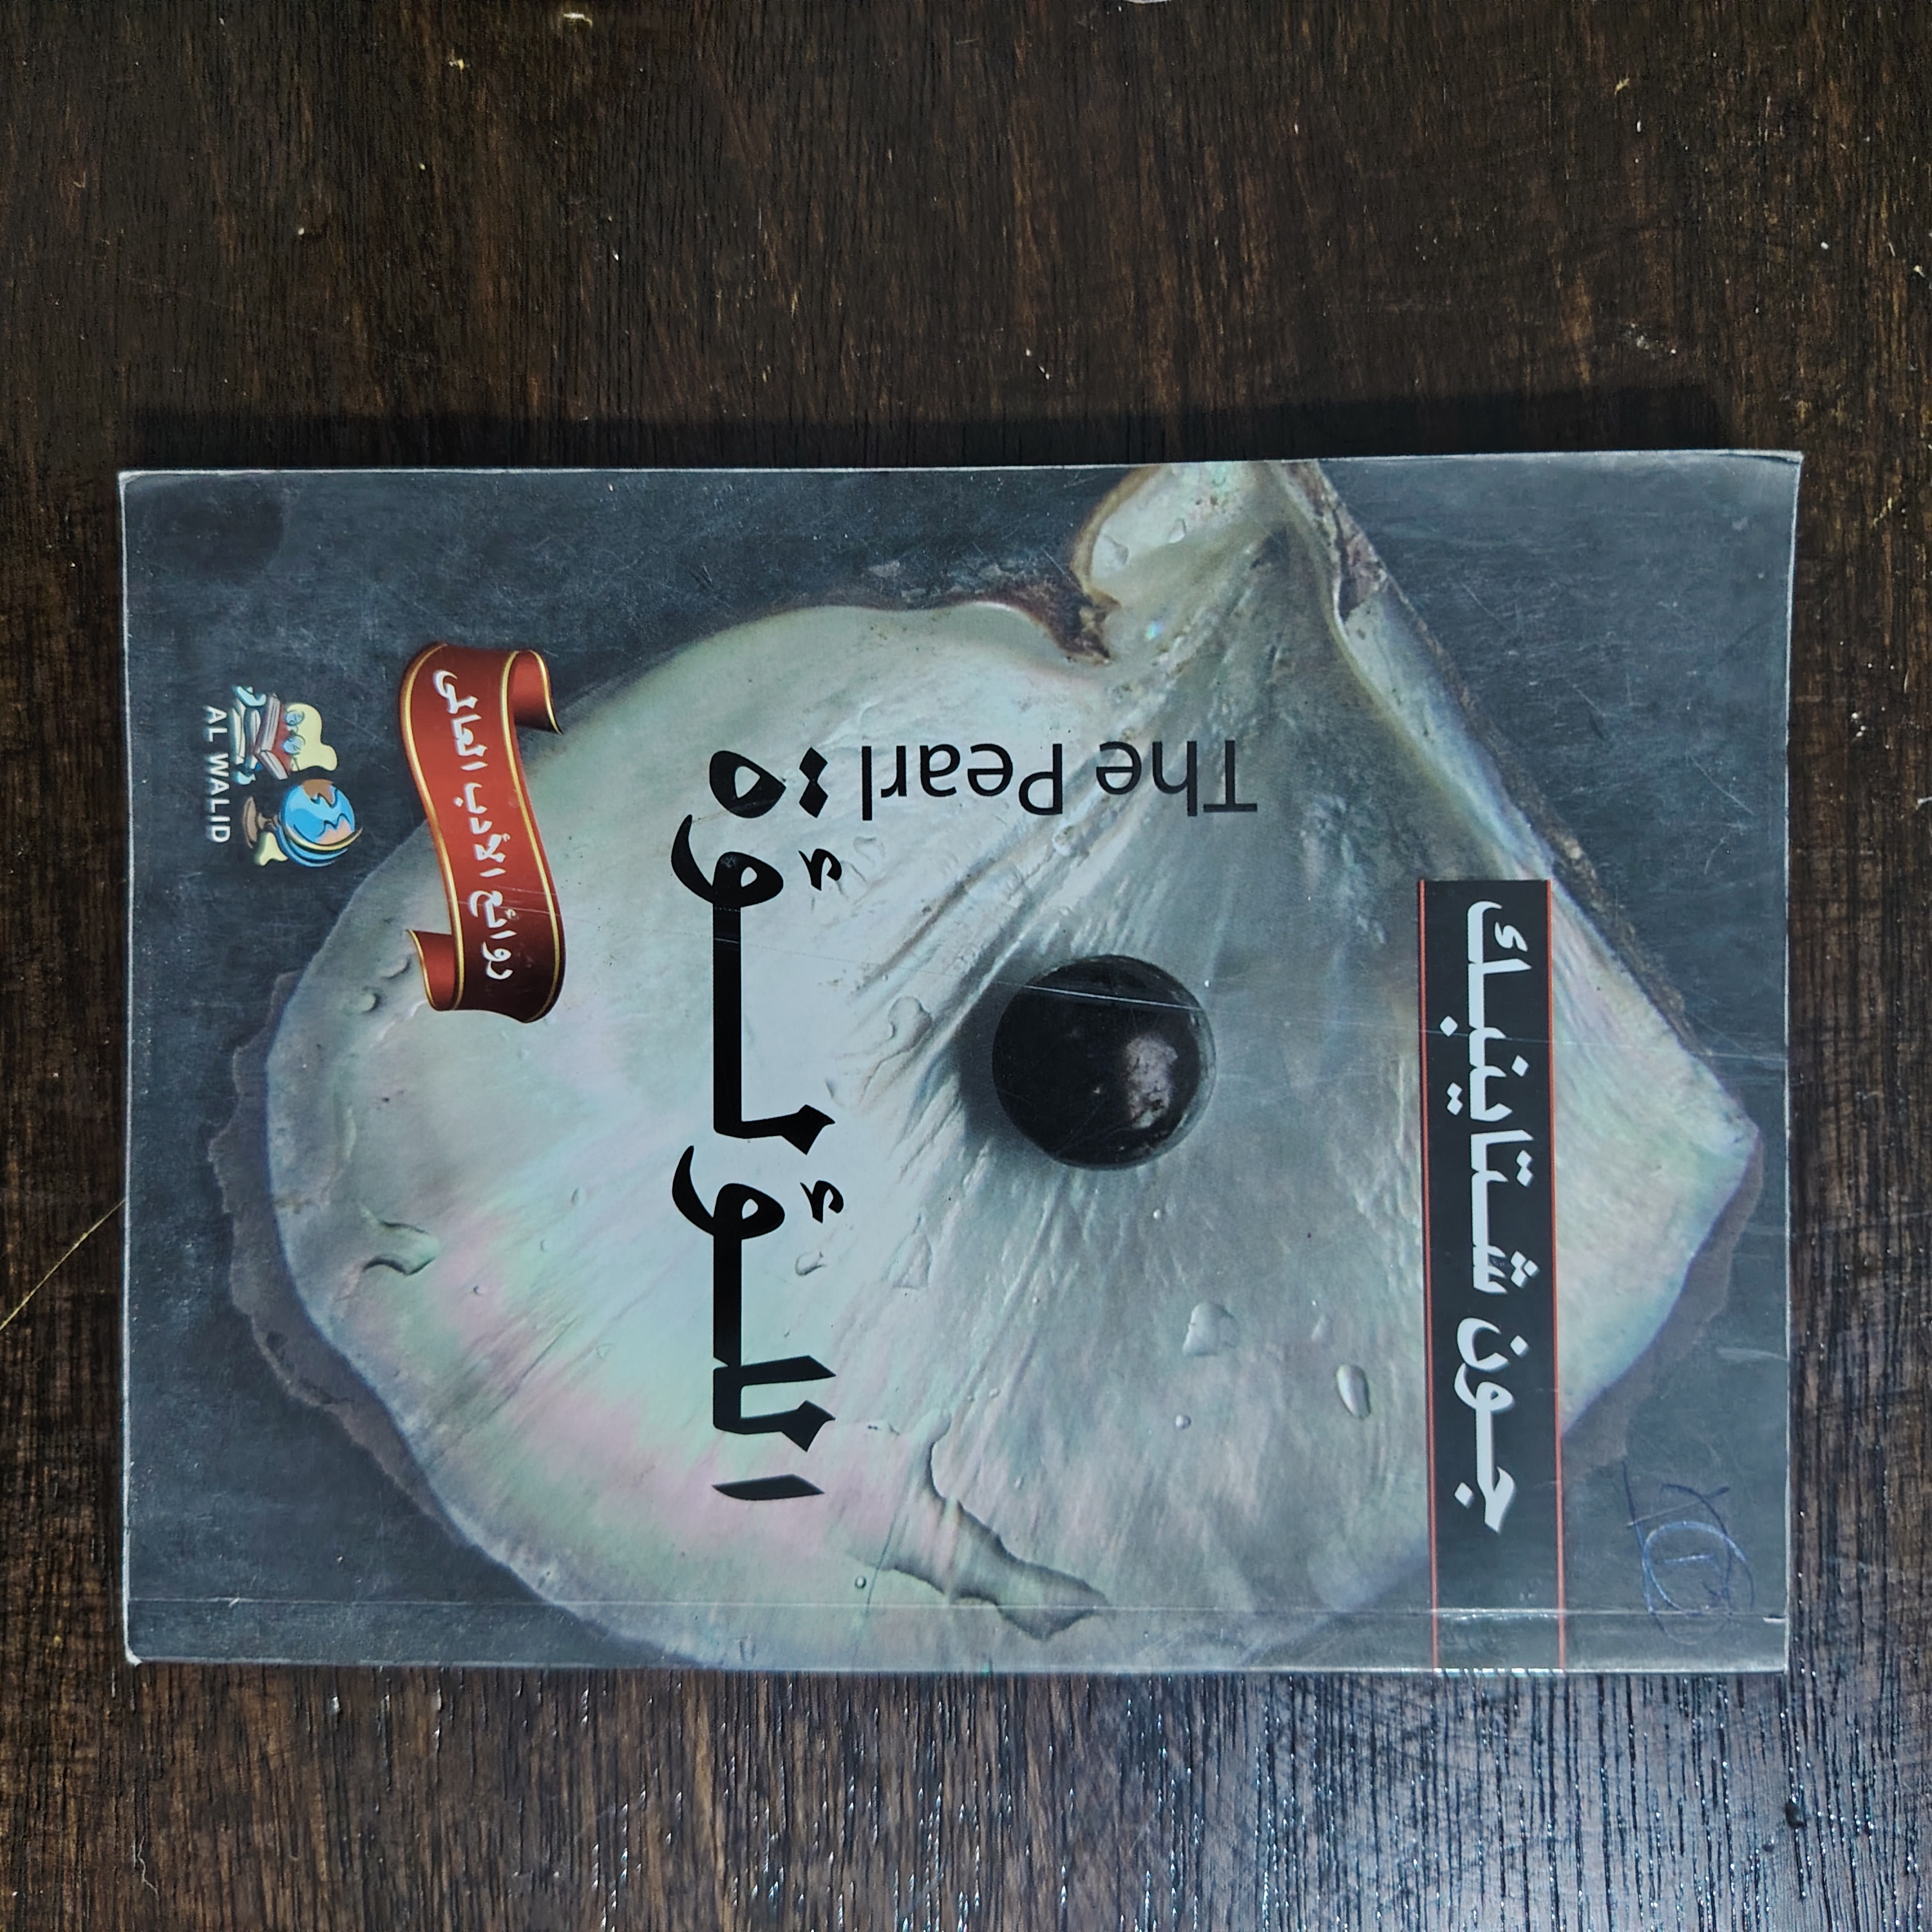 جون شتاينبك
The Pearl
اللؤلؤة
روائع الأدب العالمى
AL WALID